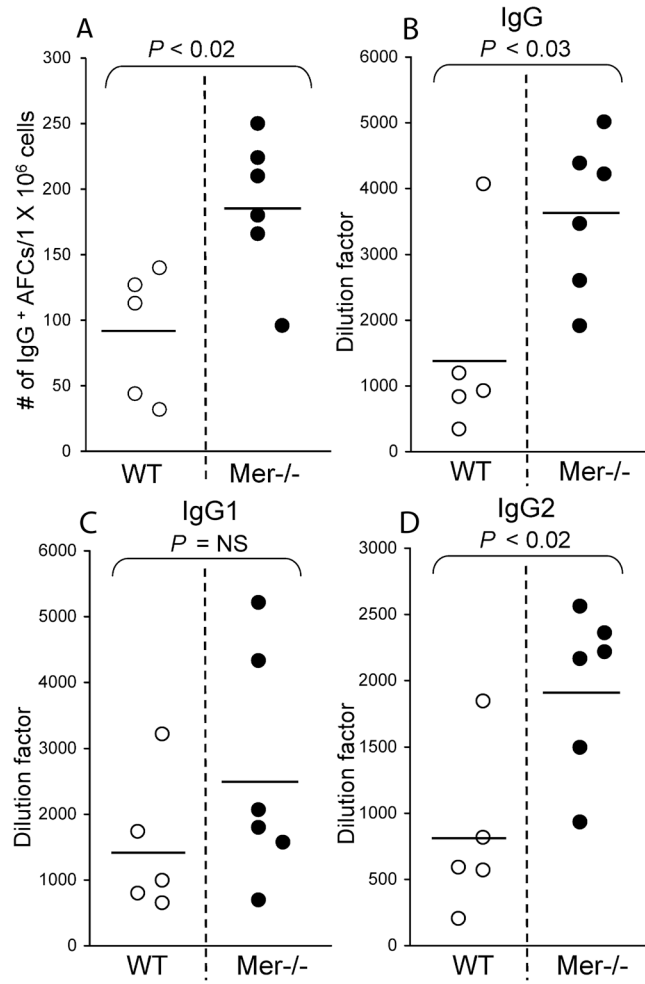 A
P < 0.02
# of IgG + AFCs/1 X 10⁶ cells
300
250
200
150
100
50
0
WT
Mer-/-
B
IgG
P < 0.03
Dilution factor
6000
5000
4000
3000
2000
1000
0
WT
Mer-/-
C
IgG1
P = NS
Dilution factor
6000
5000
4000
3000
2000
1000
0
WT
Mer-/-
D
IgG2
P < 0.02
Dilution factor
3000
2500
2000
1500
1000
500
0
WT
Mer-/-